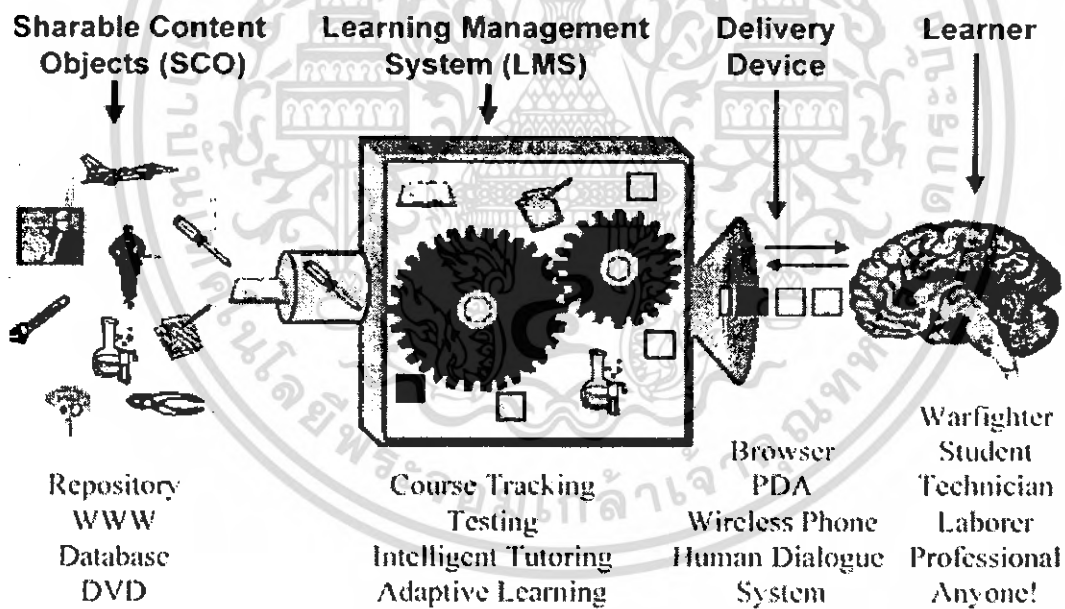 Sharable Content
Objects (SCO)
Learning Management
System (LMS)
Delivery
Device
Learner
Repository
WWW
Database
DVD
Course Tracking
Testing
Intelligent Tutoring
Adaptive Learning
Browser
PDA
Wireless Phone
Human Dialogue
System
Warfighter
Student
Technician
Laborer
Professional
Anyone!